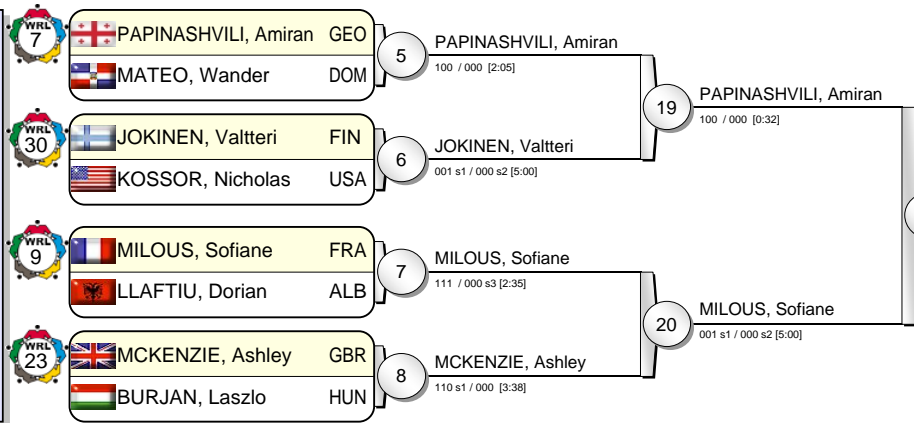 WRL
7
PAPINASHVILI, Amiran GEO
MATEO, Wander DOM
5
PAPINASHVILI, Amiran
100 / 000 [2:05]
WRL
30
JOKINEN, Valtteri FIN
KOSSOR, Nicholas USA
6
JOKINEN, Valtteri
001 s1 / 000 s2 [5:00]
19
PAPINASHVILI, Amiran
100 / 000 [0:32]
WRL
9
MILOUS, Sofiane FRA
LLAFTIU, Dorian ALB
7
MILOUS, Sofiane
111 / 000 s3 [2:35]
WRL
23
MCKENZIE, Ashley GBR
BURJAN, Laszlo HUN
8
MCKENZIE, Ashley
110 s1 / 000 [3:38]
20
MILOUS, Sofiane
001 s1 / 000 s2 [5:00]